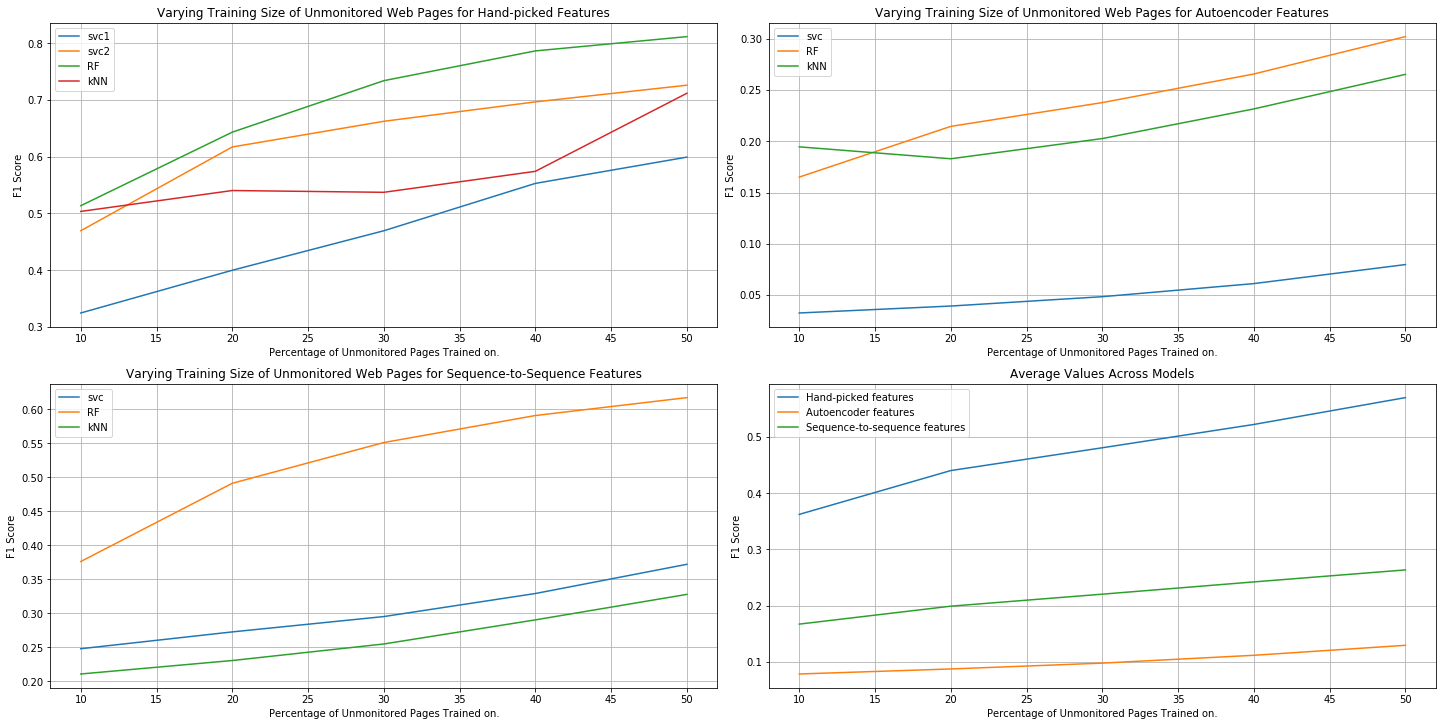 Varying Training Size of Unmonitored Web Pages for Hand-picked Features
svc1
svc2
RF
kNN
0.8
0.7
0.6
0.5
0.4
0.3
F1 Score
10 15 20 25 30 35 40 45 50
Percentage of Unmonitored Pages Trained on.
Varying Training Size of Unmonitored Web Pages for Autoencoder Features
svc
RF
kNN
0.30
0.25
0.20
0.15
0.10
0.05
F1 Score
10 15 20 25 30 35 40 45 50
Percentage of Unmonitored Pages Trained on.
Varying Training Size of Unmonitored Web Pages for Sequence-to-Sequence Features
svc
RF
kNN
0.60
0.55
0.50
0.45
0.40
0.35
0.30
0.25
0.20
F1 Score
10 15 20 25 30 35 40 45 50
Percentage of Unmonitored Pages Trained on.
Average Values Across Models
Hand-picked features
Autoencoder features
Sequence-to-sequence features
0.5
0.4
0.3
0.2
0.1
F1 Score
10 15 20 25 30 35 40 45 50
Percentage of Unmonitored Pages Trained on.